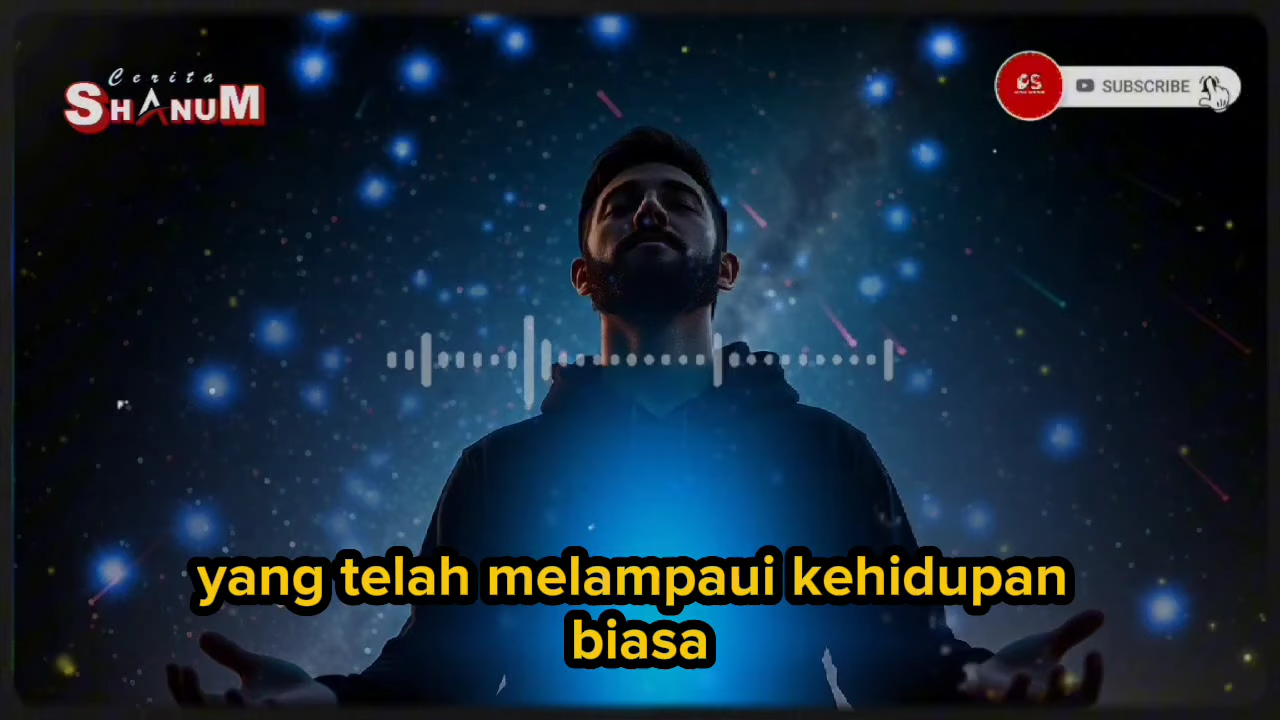 Cerita
SHANUM
SUBSCRIBE
yang telah melampaui kehidupan
biasa